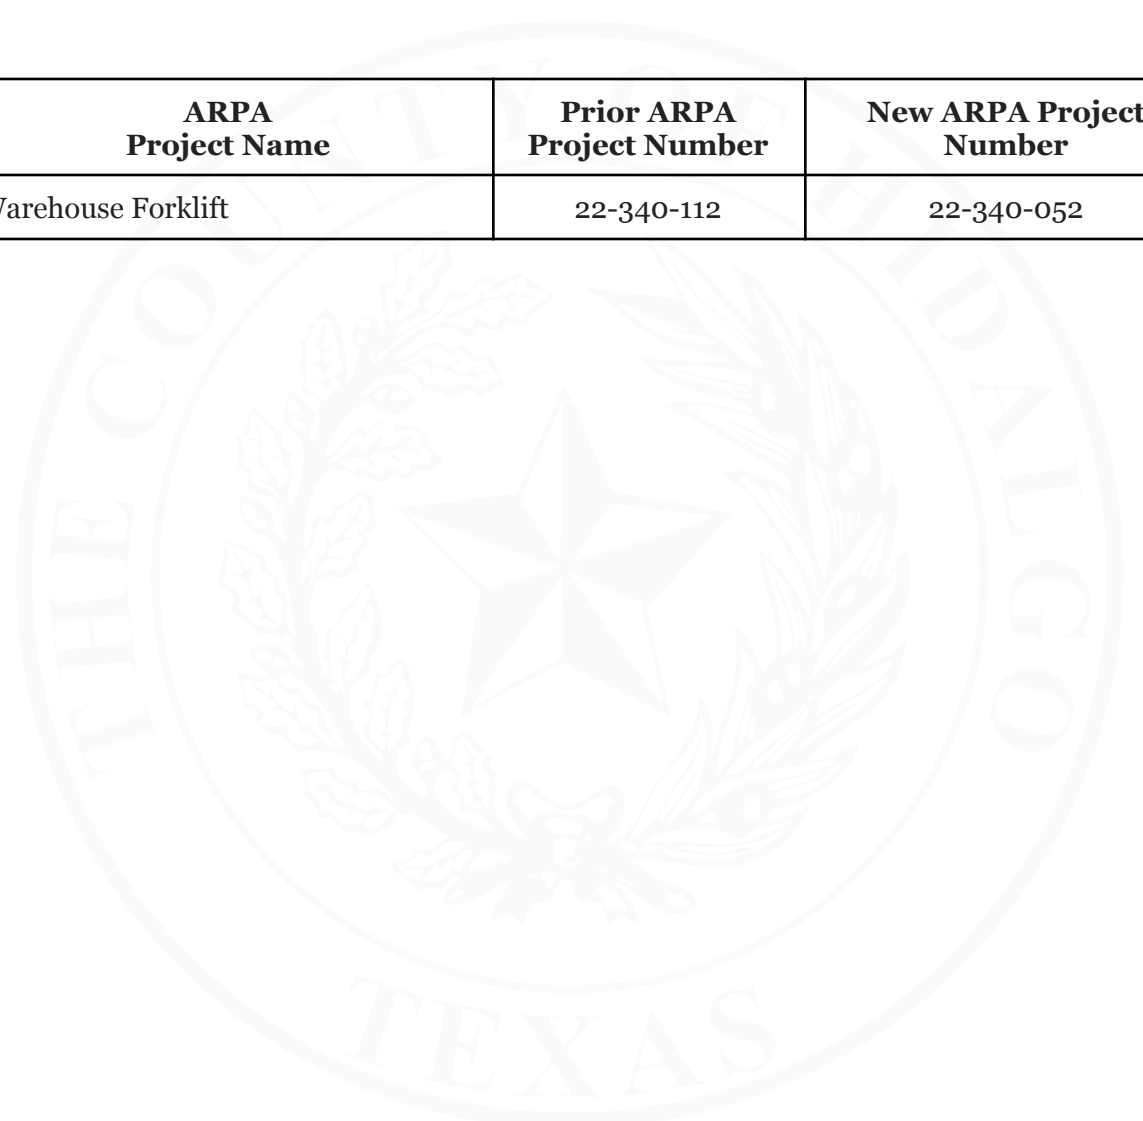 ARPA
Project Name
Prior ARPA
Project Number
New ARPA Project
Number
Warehouse Forklift
22-340-112
22-340-052
THE COUNTY OF HIDALGO
TEXAS